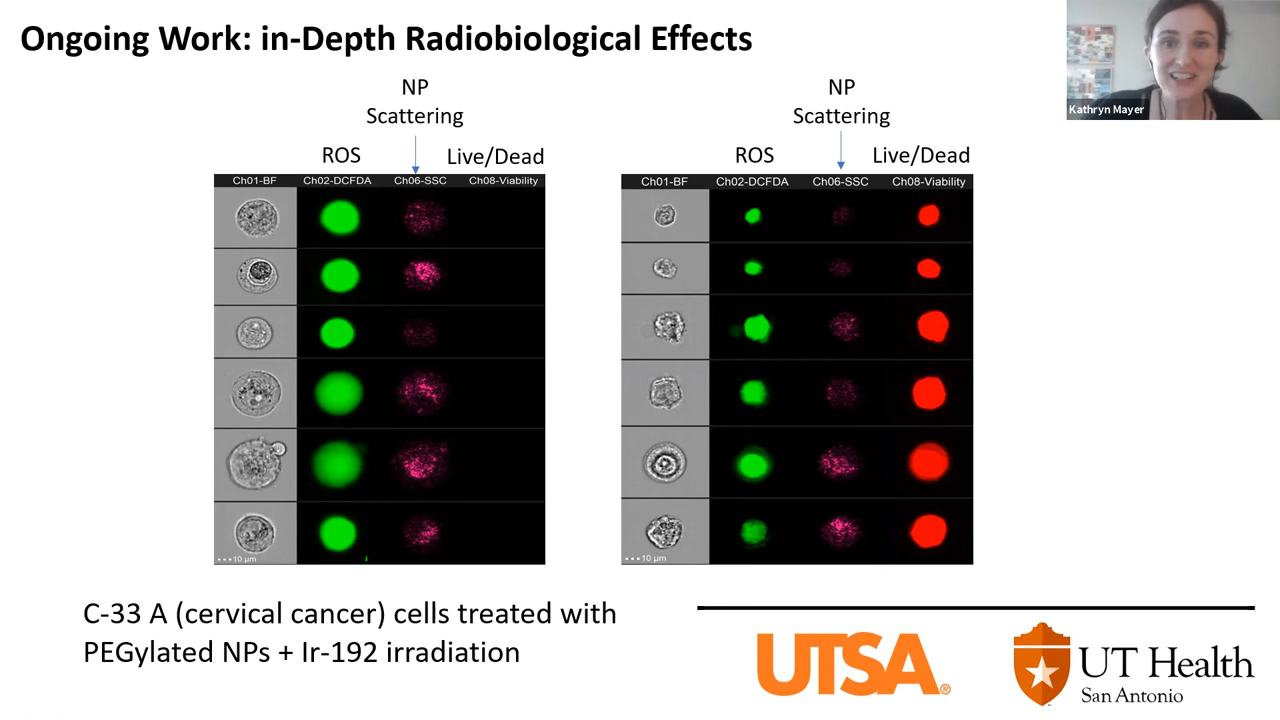 Ongoing Work: in-Depth Radiobiological Effects
Kathryn Mayer
NP
Scattering
ROS
Live/Dead
Ch01-BF Ch02-DCFDA Ch06-SSC Ch08-Viability
10 µm
NP
Scattering
ROS
Live/Dead
Ch01-BF Ch02-DCFDA Ch06-SSC Ch08-Viability
10 µm
C-33 A (cervical cancer) cells treated with
PEGylated NPs + Ir-192 irradiation
UTSA®
UT Health
San Antonio